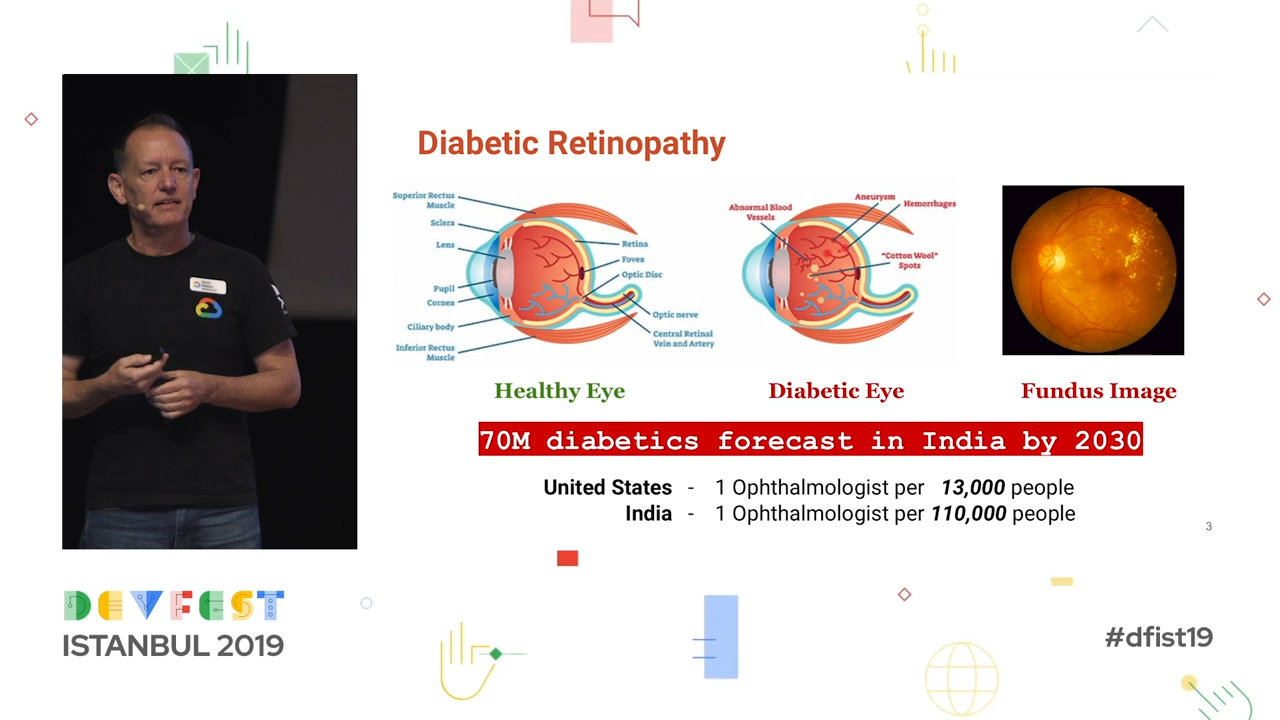 Diabetic Retinopathy
Superior Rectus
Muscle
Sclera
Lens
Pupil
Cornea
Ciliary body
Inferior Rectus
Muscle
Retina
Fovea
Optic Disc
Optic nerve
Central Retinal
Vein and Artery
Healthy Eye
Abnormal Blood
Vessels
Aneurysm
Hemorrhages
"Cotton Wool"
Spots
Diabetic Eye
Fundus Image
70M diabetics forecast in India by 2030
United States - 1 Ophthalmologist per 13,000 people
India - 1 Ophthalmologist per 110,000 people
3
DEVFEST
ISTANBUL 2019
#dfist19